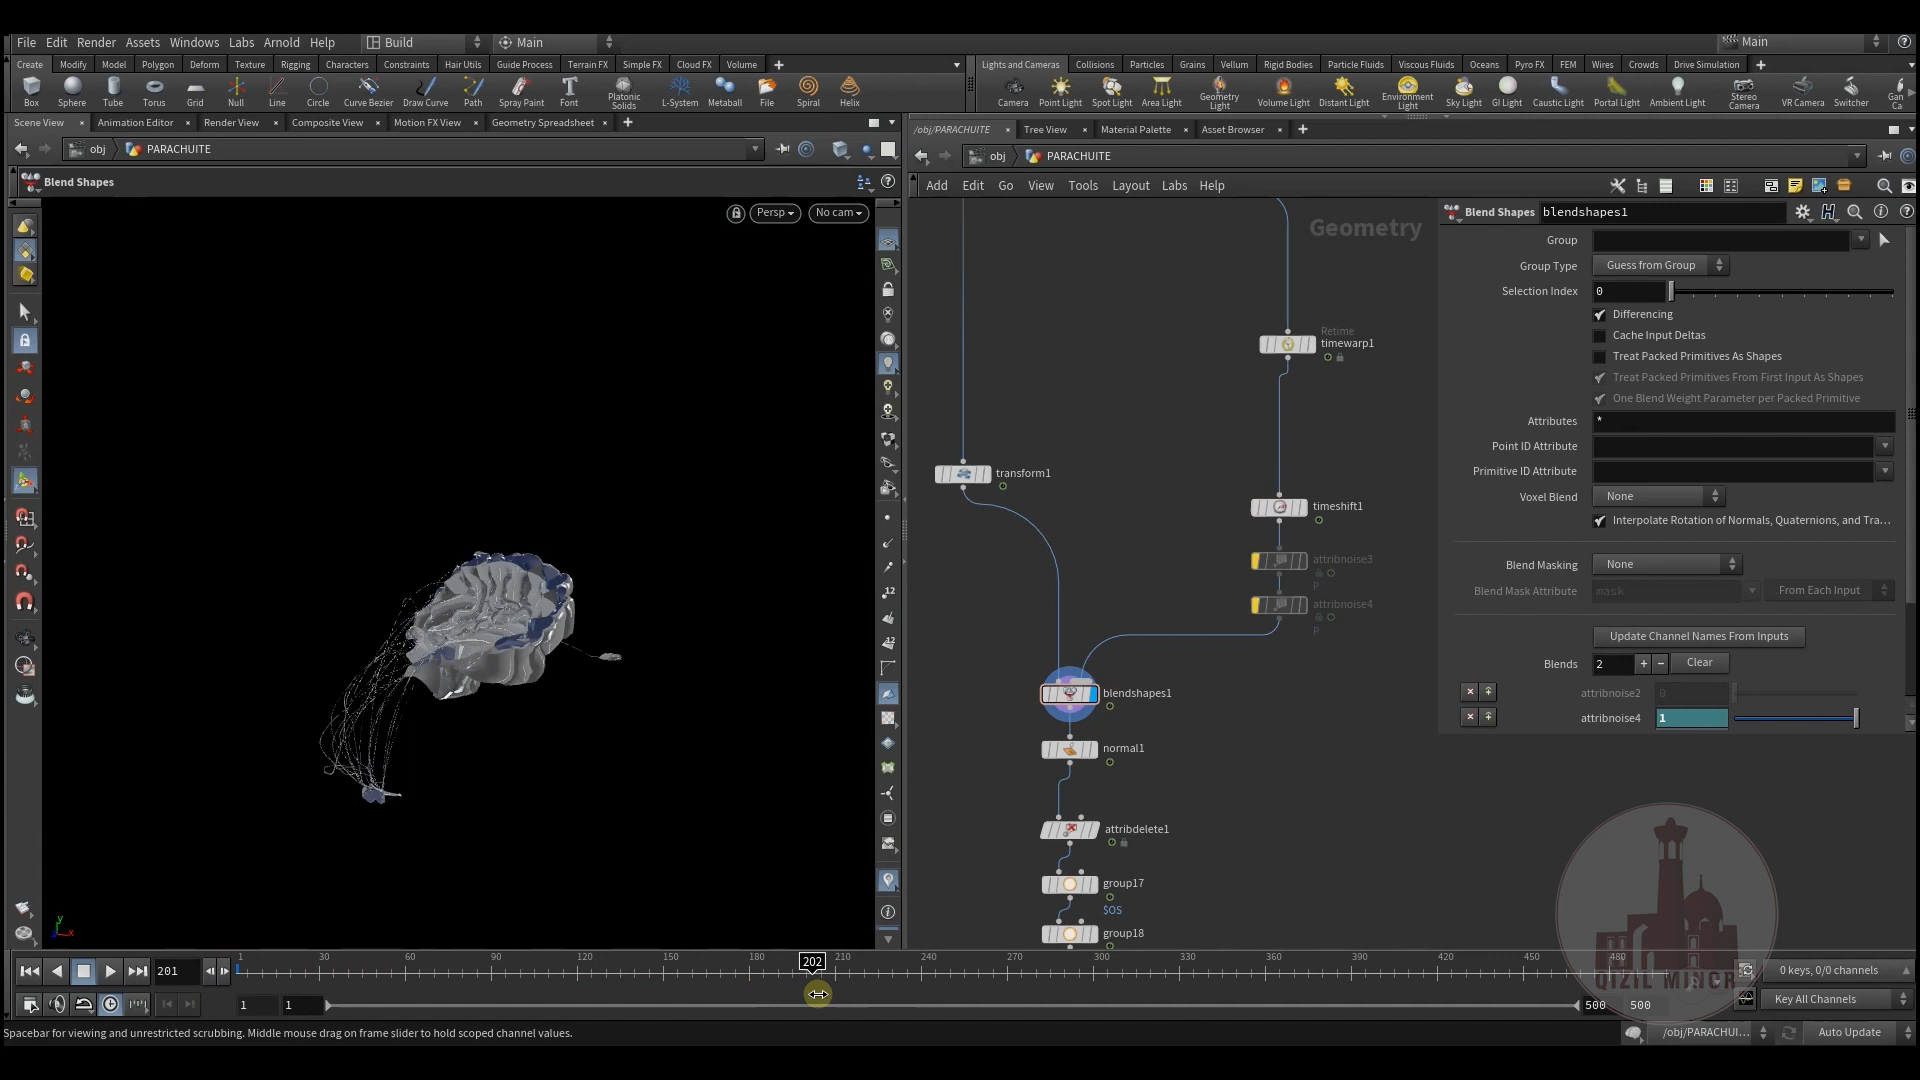 File Edit Render Assets Windows Labs Arnold Help Build Main Main
Create Modify Model Polygon Deform Texture Rigging Characters Constraints Hair Utils Guide Process Terrain FX Simple FX Cloud FX Volume
Lights and Cameras Collisions Particles Grains Vellum Rigid Bodies Particle Fluids Viscous Fluids Oceans Pyro FX FEM Wires Crowds Drive Simulation
Box Sphere Tube Torus Grid Null Line Circle Curve Bezier Draw Curve Path Spray Paint Font Platonic Solids L-System Metaball File Spiral Helix
Camera Point Light Spot Light Area Light Geometry Light Volume Light Distant Light Environment Light Sky Light GI Light Caustic Light Portal Light Ambient Light Stereo Camera VR Camera Switcher Gan Ca
Scene View Animation Editor Render View Composite View Motion FX View Geometry Spreadsheet
/obj/PARACHUITE Tree View Material Palette Asset Browser
obj PARACHUITE
obj PARACHUITE
Blend Shapes
Add Edit Go View Tools Layout Labs Help
Persp No cam
Geometry
Blend Shapes blendshapes1
Group
Group Type Guess from Group
Selection Index 0
Differencing
Cache Input Deltas
Treat Packed Primitives As Shapes
Treat Packed Primitives From First Input As Shapes
One Blend Weight Parameter per Packed Primitive
Attributes *
Point ID Attribute
Primitive ID Attribute
Voxel Blend None
Interpolate Rotation of Normals, Quaternions, and Tra...
Blend Masking None
Blend Mask Attribute mask From Each Input
Update Channel Names From Inputs
Blends 2 + − Clear
attribnoise2 0
attribnoise4 1
Retime
timewarp1
transform1
timeshift1
attribnoise3
P
attribnoise4
P
blendshapes1
normal1
attribdelete1
group17
$OS
group18
12
12
y
z x
QIZIL MINOR
201 1 30 60 90 120 150 180 202 210 240 270 300 330 360 390 420 450 480
0 keys, 0/0 channels
1 1 500 500 Key All Channels
Spacebar for viewing and unrestricted scrubbing. Middle mouse drag on frame slider to hold scoped channel values.
/obj/PARACHUI... Auto Update